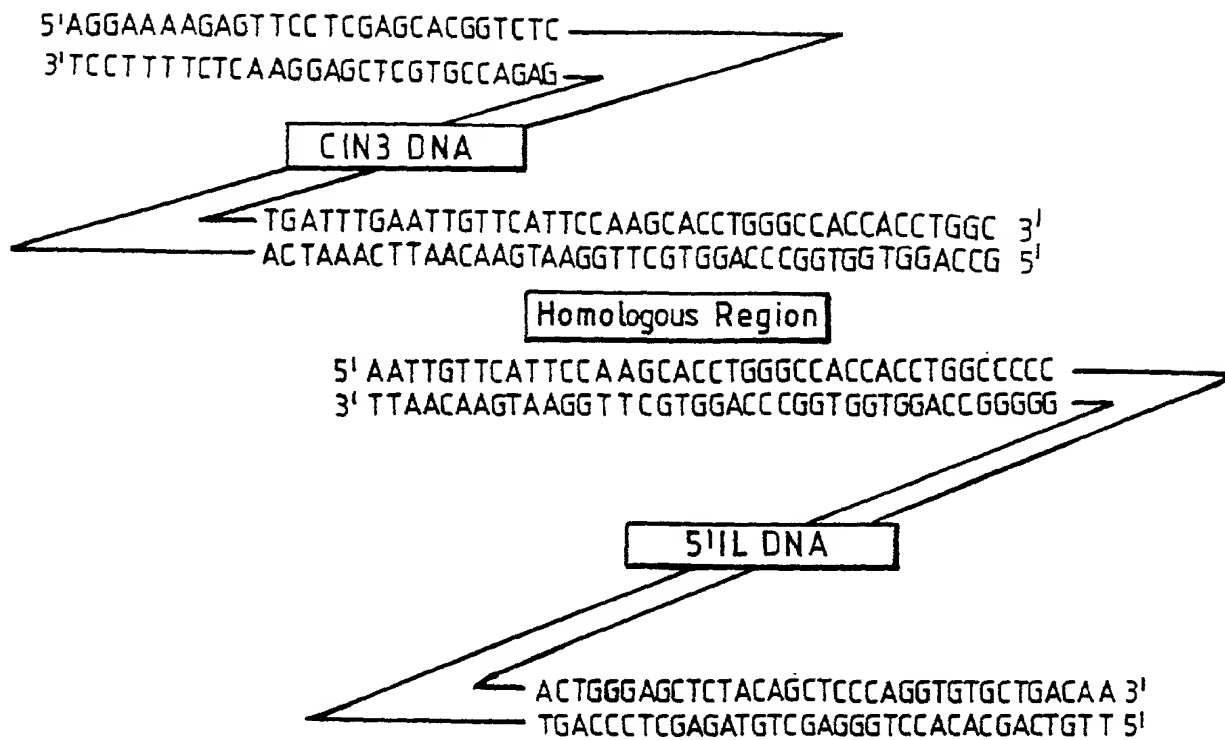 5'AGGAAAAGAGTTCCTCGAGCACGGTCTC
3'TCCTTTTCTCAAGGAGCTCGTGCCAGAG
CIN3 DNA
TGATTTGAATTGTTCATTCCAAGCACCTGGGCCACCACCTGGC 3'
ACTAAACTTAACAAGTAAGGTTCGTGGACCCGGTGGTGGACCG 5'
Homologous Region
5' AATTGTTCATTCCAAGCACCTGGGCCACCACCTGGCCCCC
3' TTAACAAGTAAGGTTCGTGGACCCGGTGGTGGACCGGGGG
5'IL DNA
ACTGGGAGCTCTACAGCTCCCAGGTGTGCTGACAA 3'
TGACCCTCGAGATGTCGAGGGTCCACACGACTGTT 5'